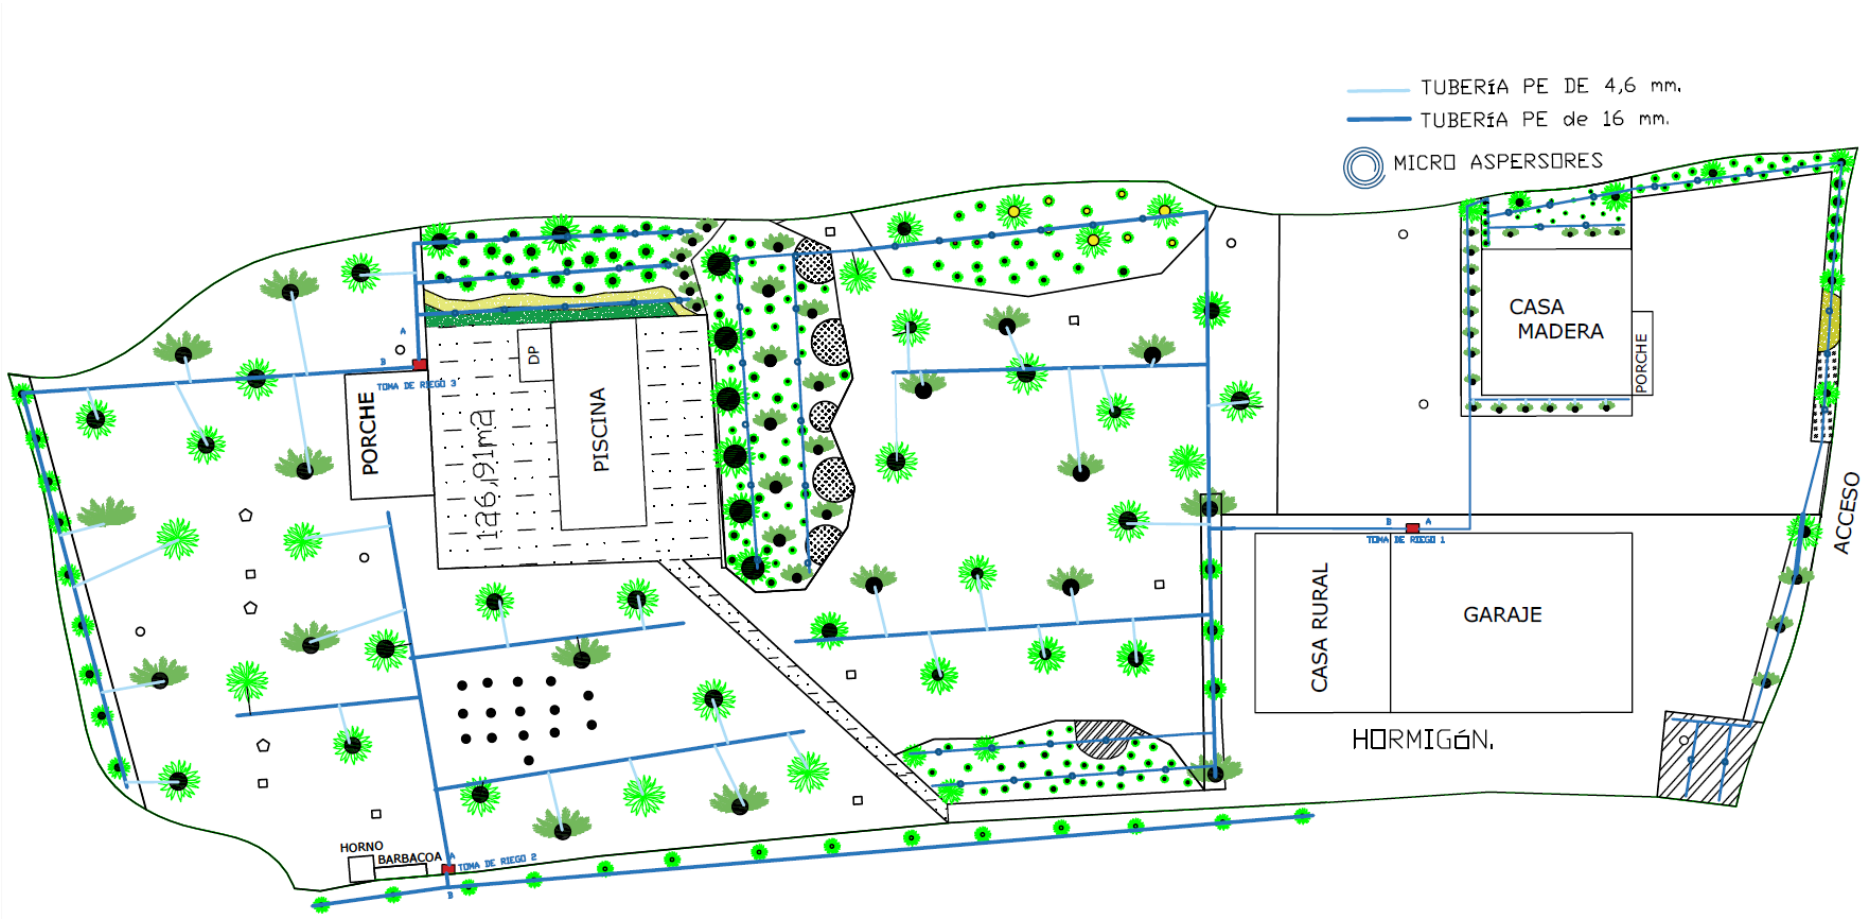 TUBERÍA PE DE 4,6 mm.
TUBERÍA PE de 16 mm.
MICRO ASPERSORES
A
B
TOMA DE RIEGO 3
PORCHE
126,91m2
DP
PISCINA
CASA
MADERA
PORCHE
ACCESO
B A
TOMA DE RIEGO 1
CASA RURAL
GARAJE
HORMIGóN.
HORNO
BARBACOA
A
TOMA DE RIEGO 2
B